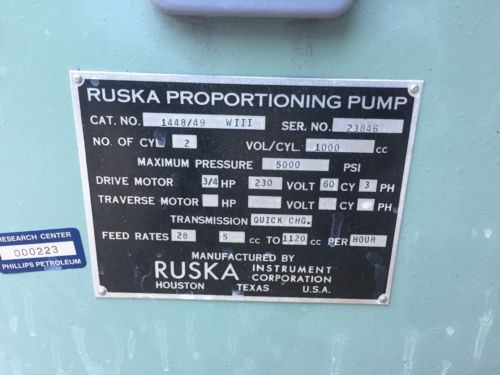 RUSKA PROPORTIONING PUMP
CAT. NO. 1448/49 WIII SER. NO. 23846
NO. OF CYL 2 VOL/CYL. 1000 cc
MAXIMUM PRESSURE 5000 PSI
DRIVE MOTOR 3/4 HP 230 VOLT 60 CY 3 PH
TRAVERSE MOTOR HP VOLT CY PH
TRANSMISSION QUICK CHG.
FEED RATES 28 5 cc TO 1120 cc PER HOUR
MANUFACTURED BY
RUSKA INSTRUMENT CORPORATION
HOUSTON TEXAS U.S.A.
RESEARCH CENTER
000223
PHILLIPS PETROLEUM